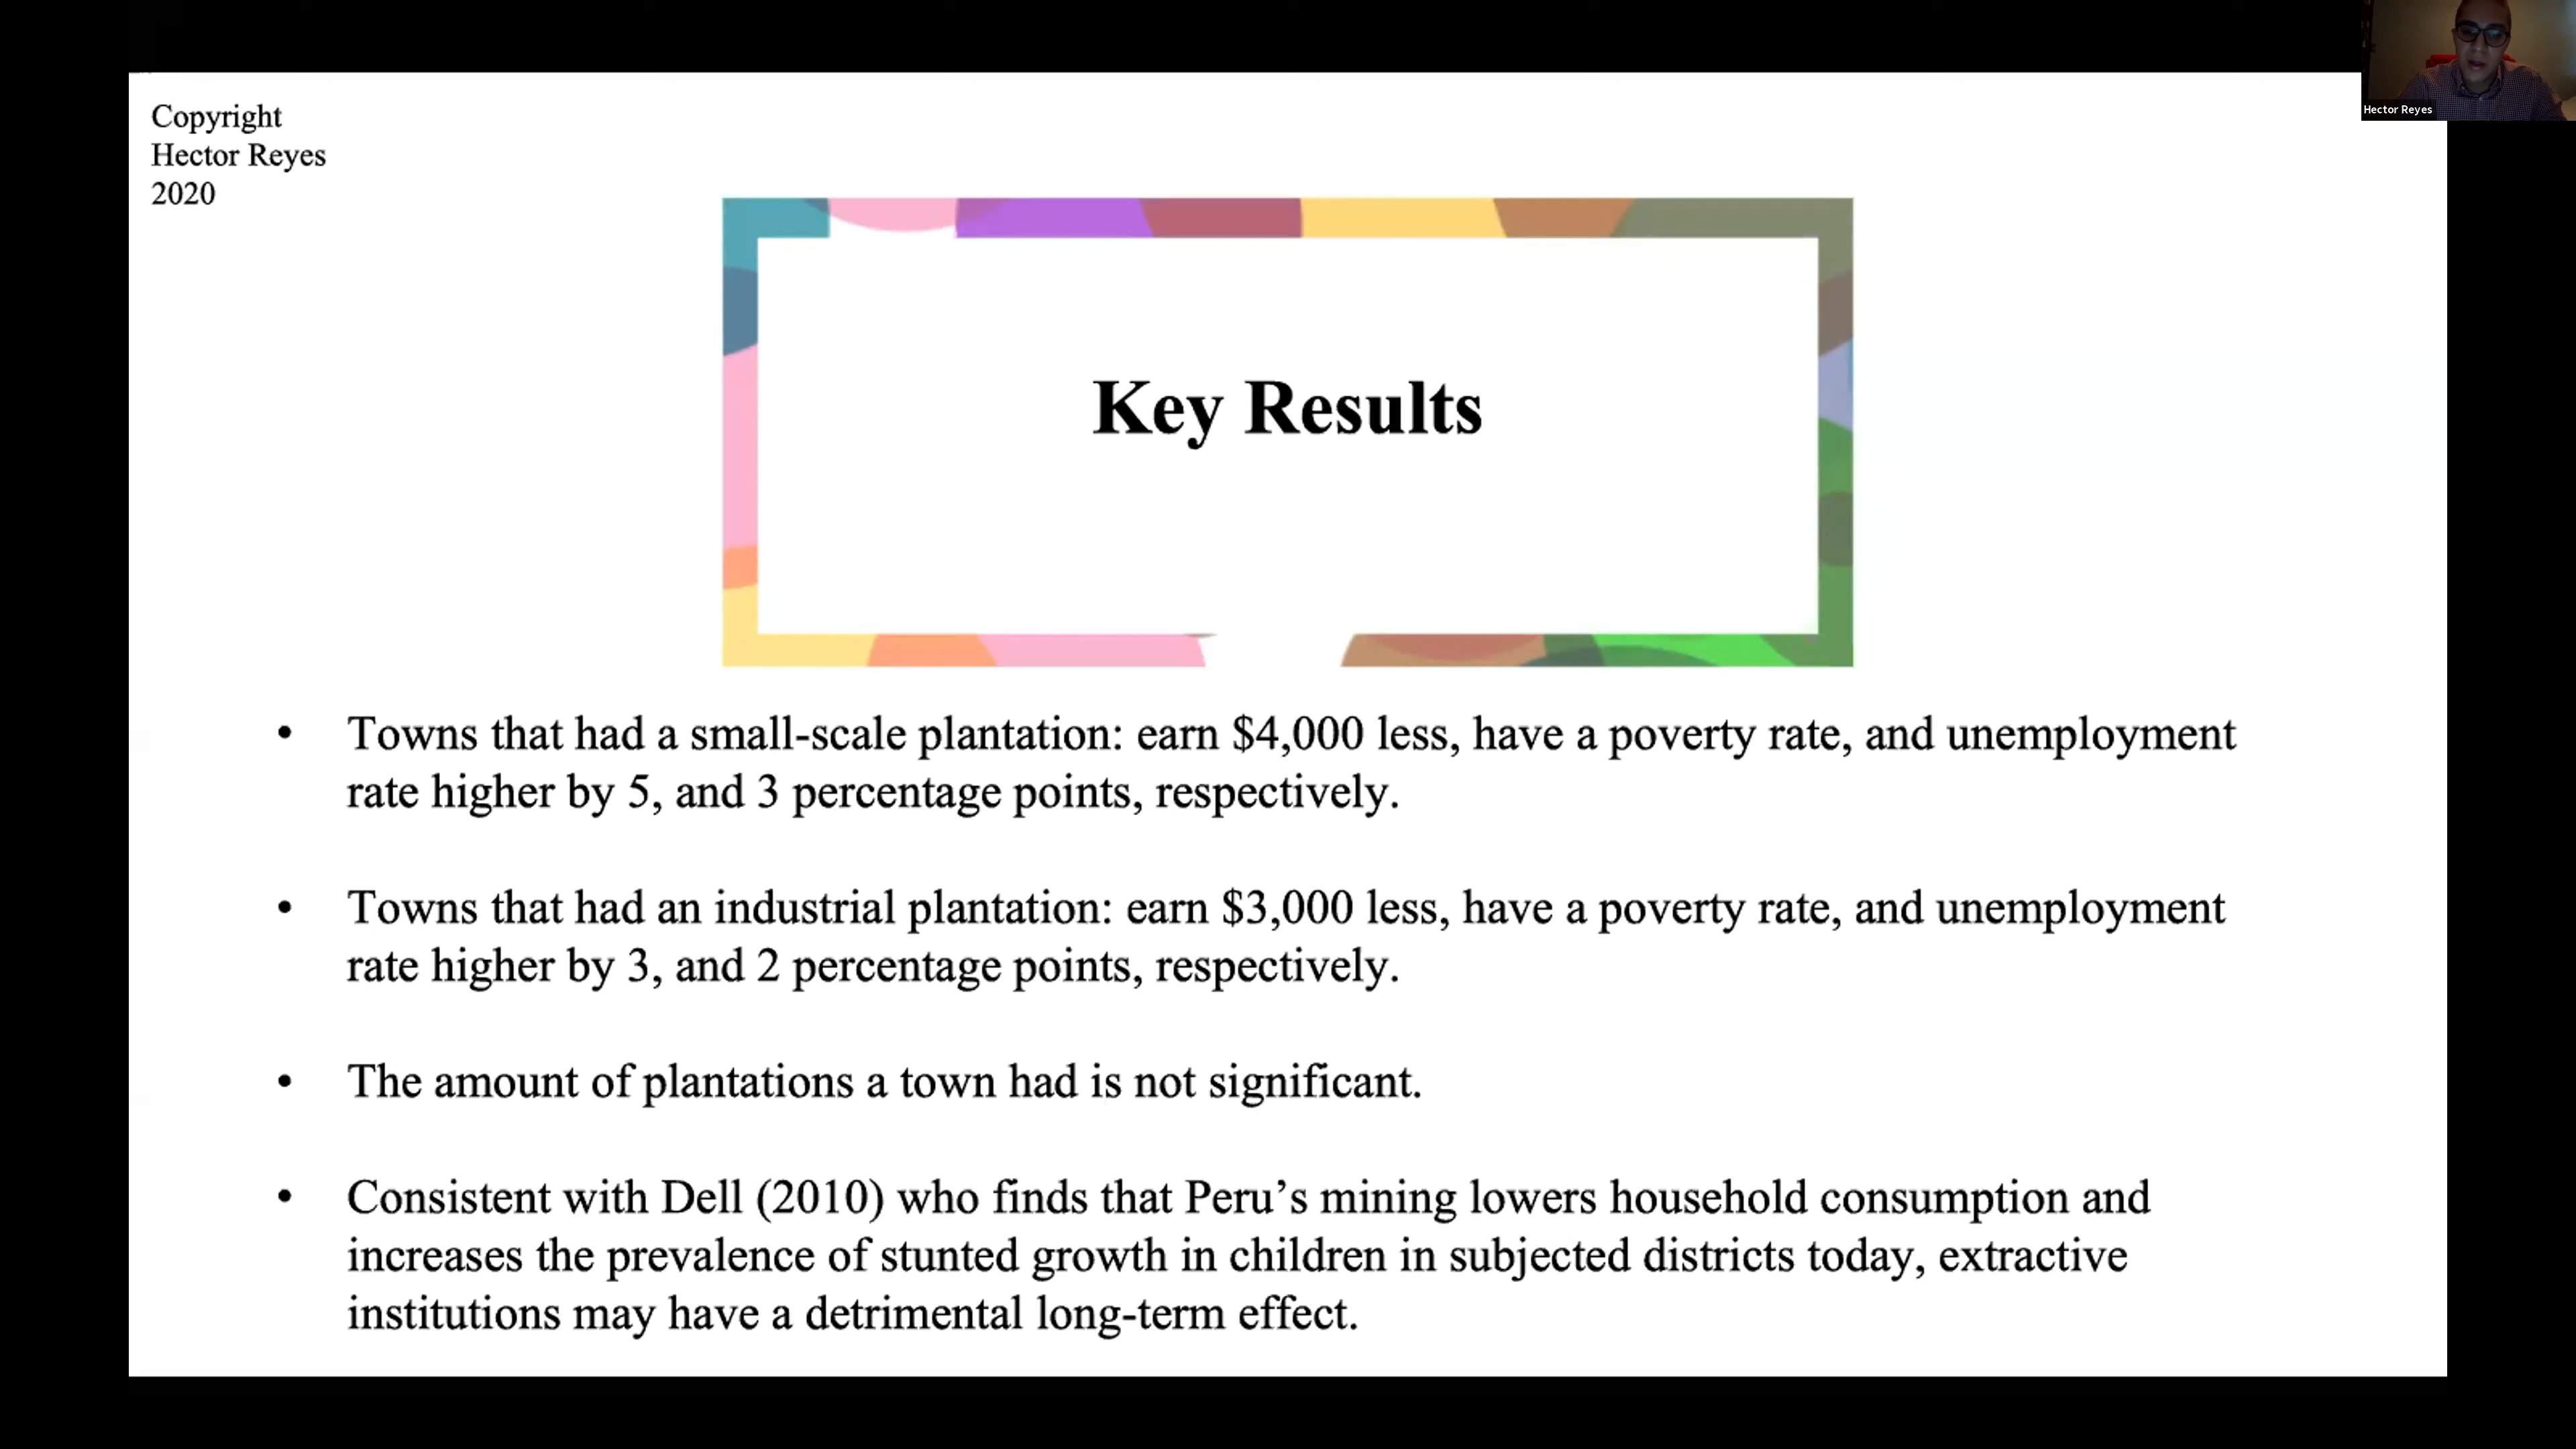 Hector Reyes
Copyright
Hector Reyes
2020
Key Results
• Towns that had a small-scale plantation: earn $4,000 less, have a poverty rate, and unemployment
rate higher by 5, and 3 percentage points, respectively.
• Towns that had an industrial plantation: earn $3,000 less, have a poverty rate, and unemployment
rate higher by 3, and 2 percentage points, respectively.
• The amount of plantations a town had is not significant.
• Consistent with Dell (2010) who finds that Peru’s mining lowers household consumption and
increases the prevalence of stunted growth in children in subjected districts today, extractive
institutions may have a detrimental long-term effect.